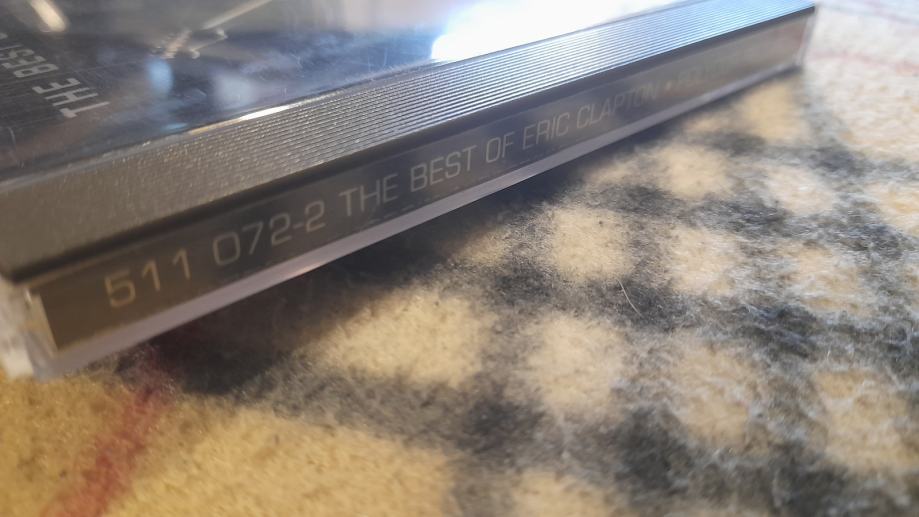 THE BEST
511 072-2 THE BEST OF ERIC CLAPTON •